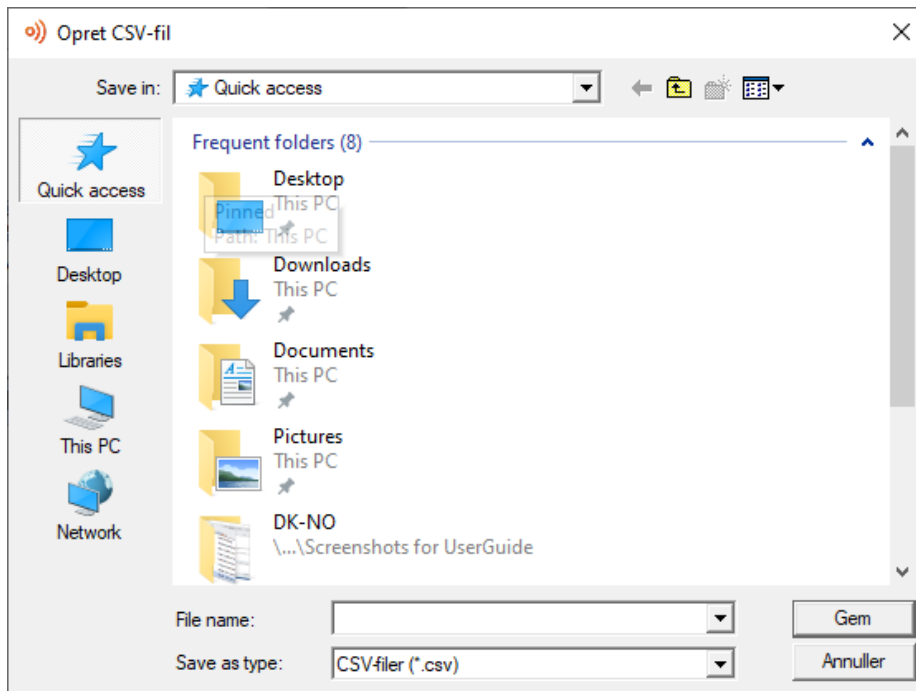 Opret CSV-fil
Save in:
Quick access
Quick access
Desktop
Libraries
This PC
Network
Frequent folders (8)
Desktop
This PC
Pinned
Path: This PC
Downloads
This PC
Documents
This PC
Pictures
This PC
DK-NO
\...\Screenshots for UserGuide
File name:
Gem
Save as type:
CSV-filer (*.csv)
Annuller